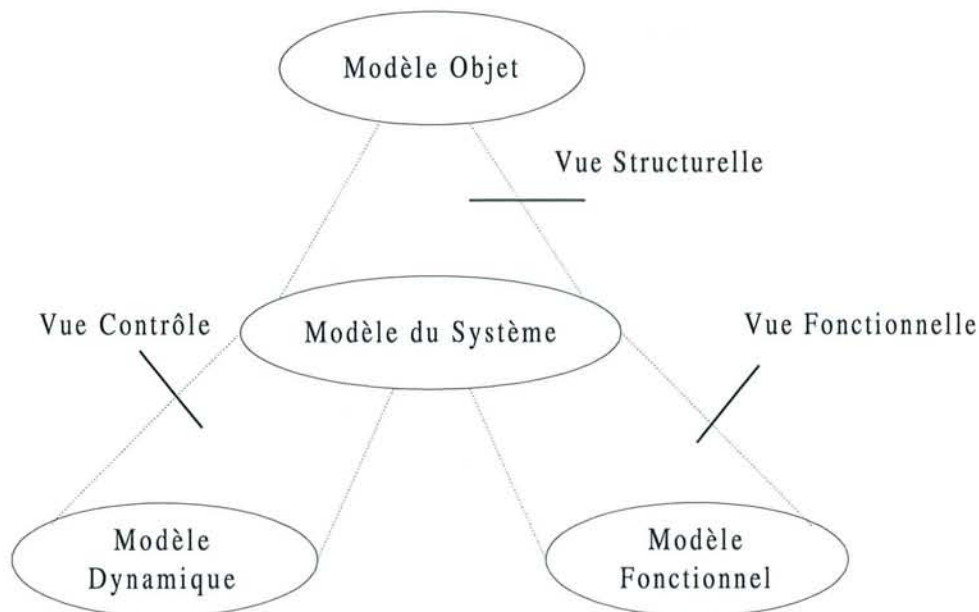 Modèle Objet
Vue Structurelle
Vue Contrôle
Modèle du Système
Vue Fonctionnelle
Modèle
Dynamique
Modèle
Fonctionnel